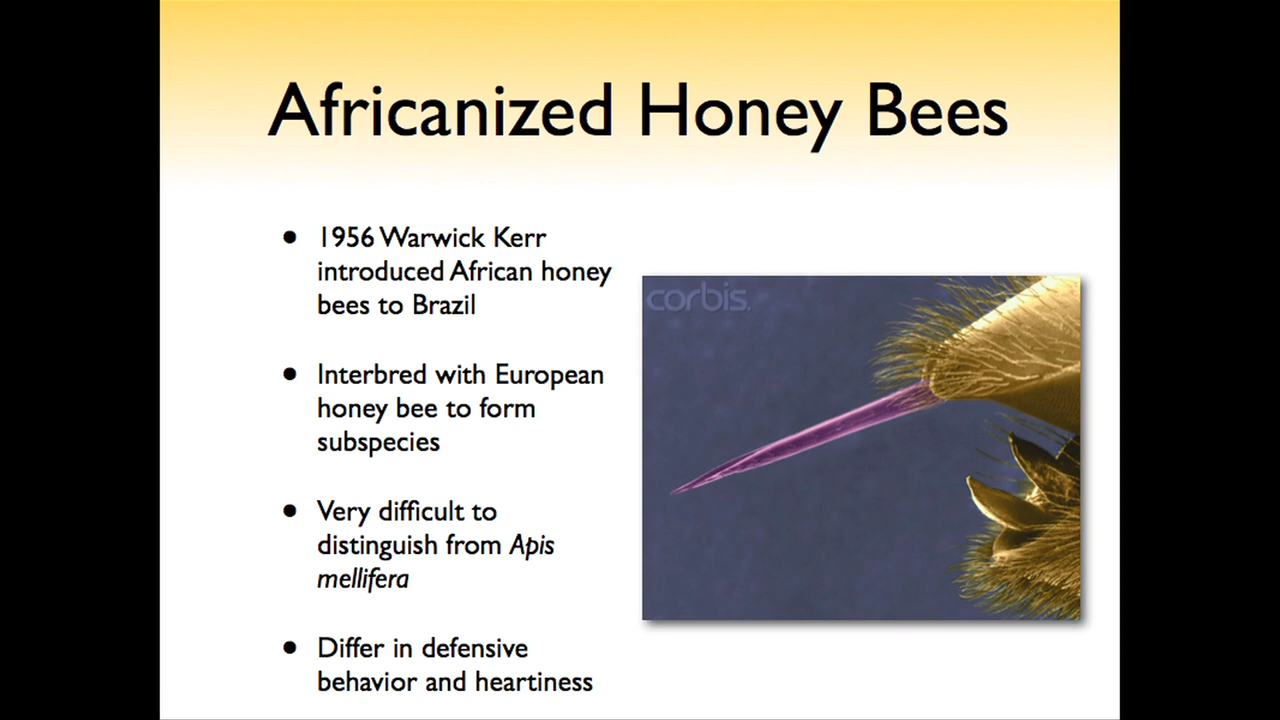 Africanized Honey Bees
• 1956 Warwick Kerr
introduced African honey
bees to Brazil
• Interbred with European
honey bee to form
subspecies
• Very difficult to
distinguish from Apis
mellifera
• Differ in defensive
behavior and heartiness
corbis.